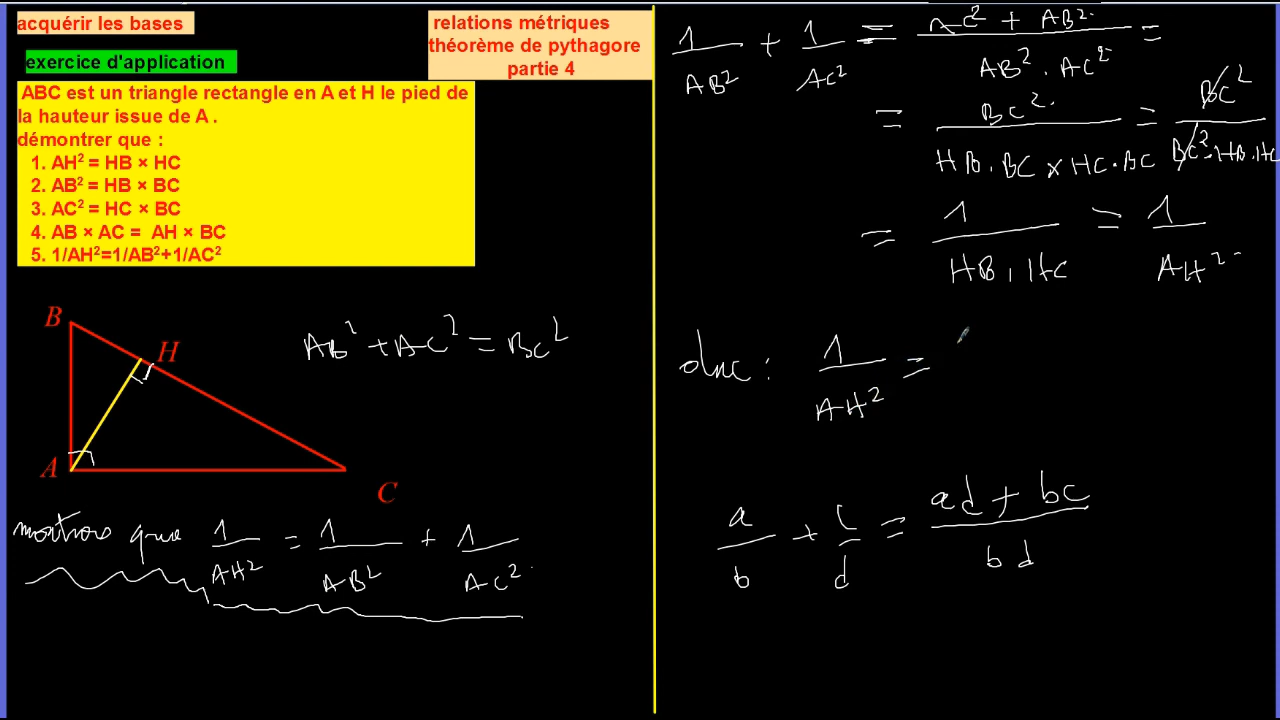 acquérir les bases
exercice d'application
relations métriques
théorème de pythagore
partie 4
ABC est un triangle rectangle en A et H le pied de
la hauteur issue de A .
démontrer que :
1. AH² = HB × HC
2. AB² = HB × BC
3. AC² = HC × BC
4. AB × AC = AH × BC
5. 1/AH²=1/AB²+1/AC²
B
H
A
C
AB² + AC² = BC²
montrons que 1/AH² = 1/AB² + 1/AC²
1/AB² + 1/AC² = AC² + AB²/AB² . AC² =
= BC²/HB . BC × HC . BC = BC²/BC² . HB . HC
= 1/HB . HC = 1/AH²
donc : 1/AH² =
a/b + c/d = ad + bc/bd